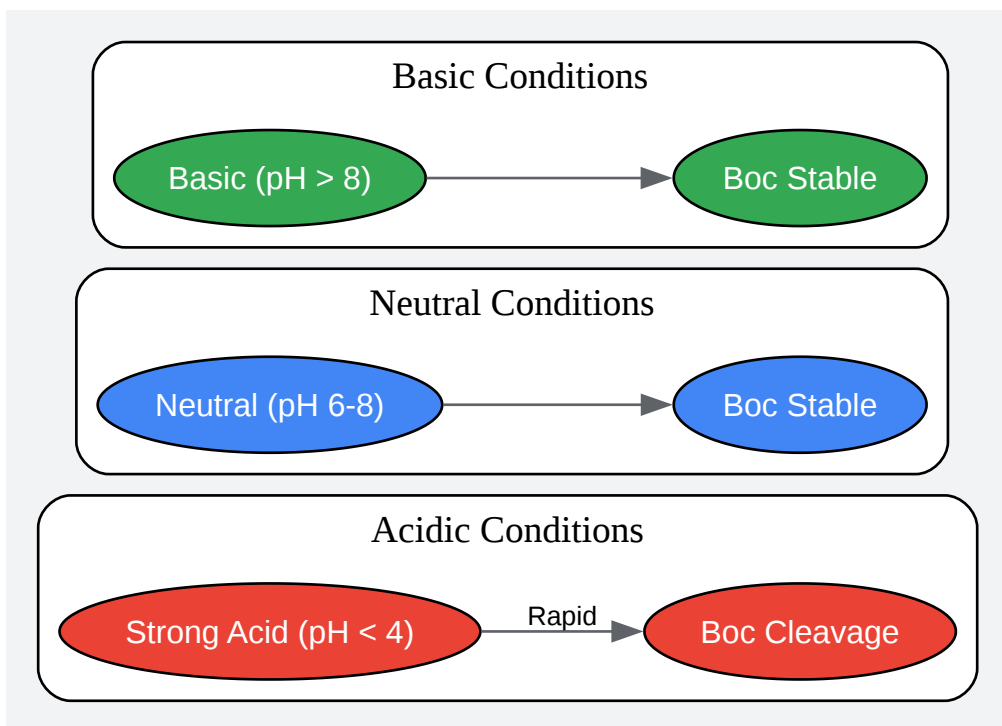 Basic Conditions
Basic (pH > 8)
Boc Stable
Neutral Conditions
Neutral (pH 6-8)
Boc Stable
Acidic Conditions
Strong Acid (pH < 4)
Rapid
Boc Cleavage